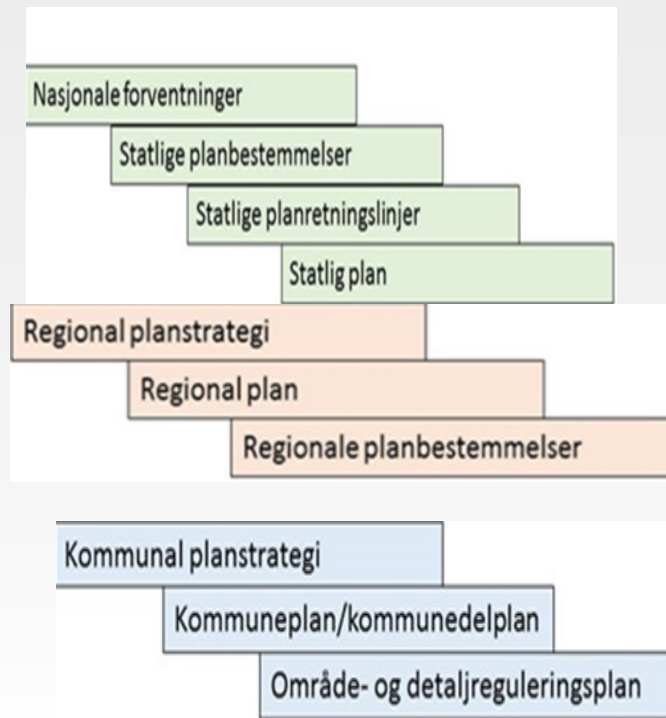 Nasjonale forventninger
Statlige planbestemmelser
Statlige planretningslinjer
Statlig plan
Regional planstrategi
Regional plan
Regionale planbestemmelser
Kommunal planstrategi
Kommuneplan/kommunedelplan
Område- og detaljreguleringsplan